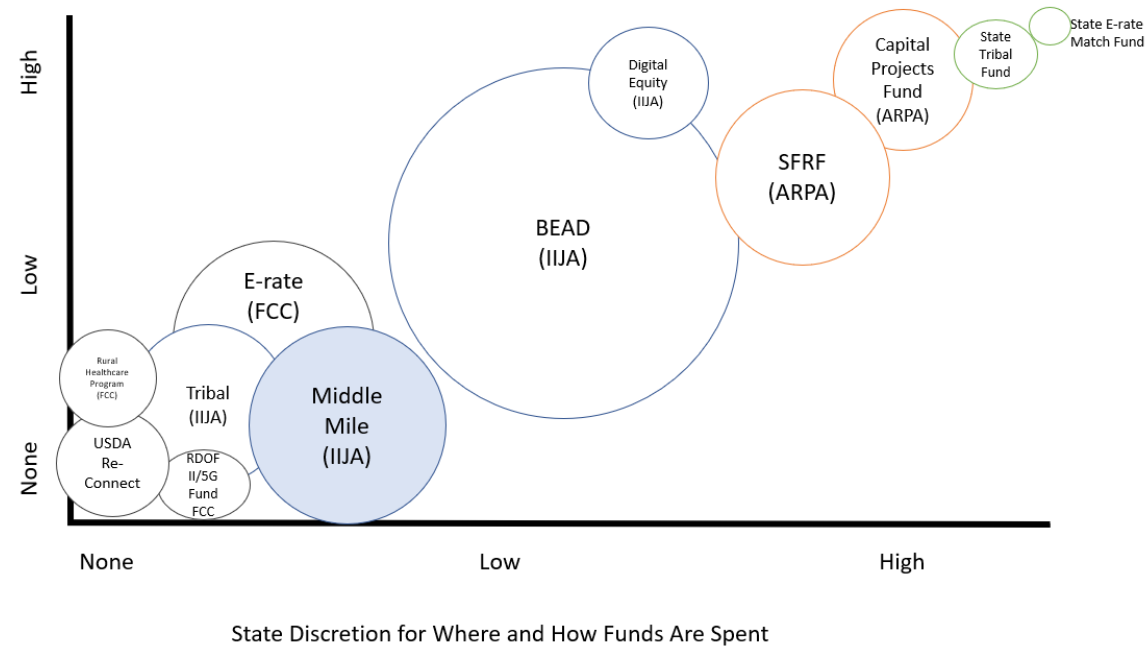 High
Low
None
State E-rate
Match Fund
State
Tribal
Fund
Capital
Projects
Fund
(ARPA)
Digital
Equity
(IIJA)
SFRF
(ARPA)
BEAD
(IIJA)
E-rate
(FCC)
Rural
Healthcare
Program
(FCC)
Tribal
(IIJA)
Middle
Mile
(IIJA)
USDA
Re-
Connect
RDOF
II/5G
Fund
FCC
None
Low
High
State Discretion for Where and How Funds Are Spent